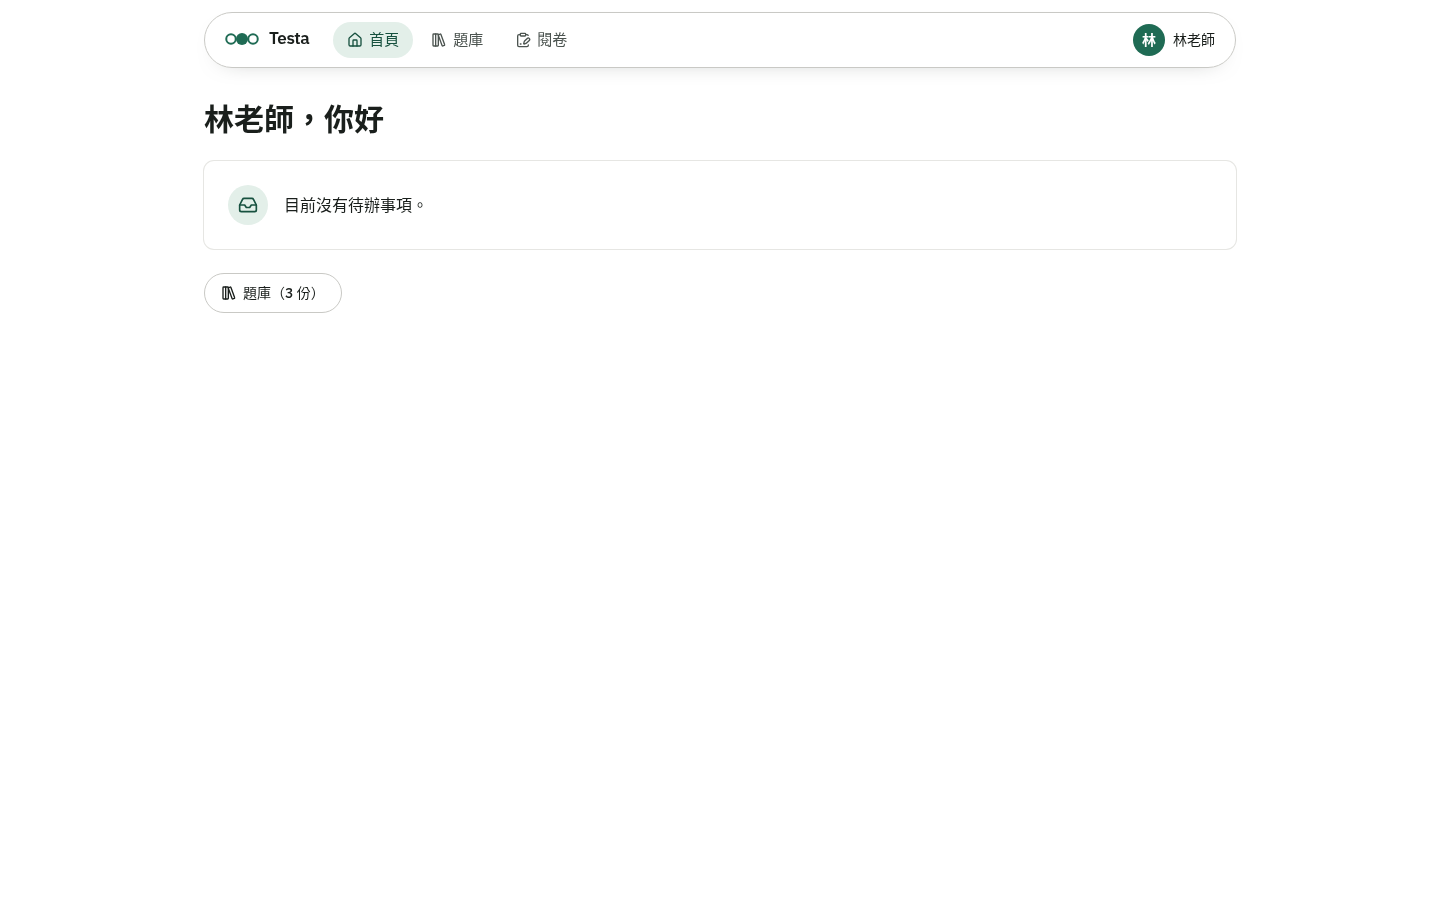 Testa
首頁
題庫
閱卷
林
林老師
林老師，你好
目前沒有待辦事項。
題庫（3 份）